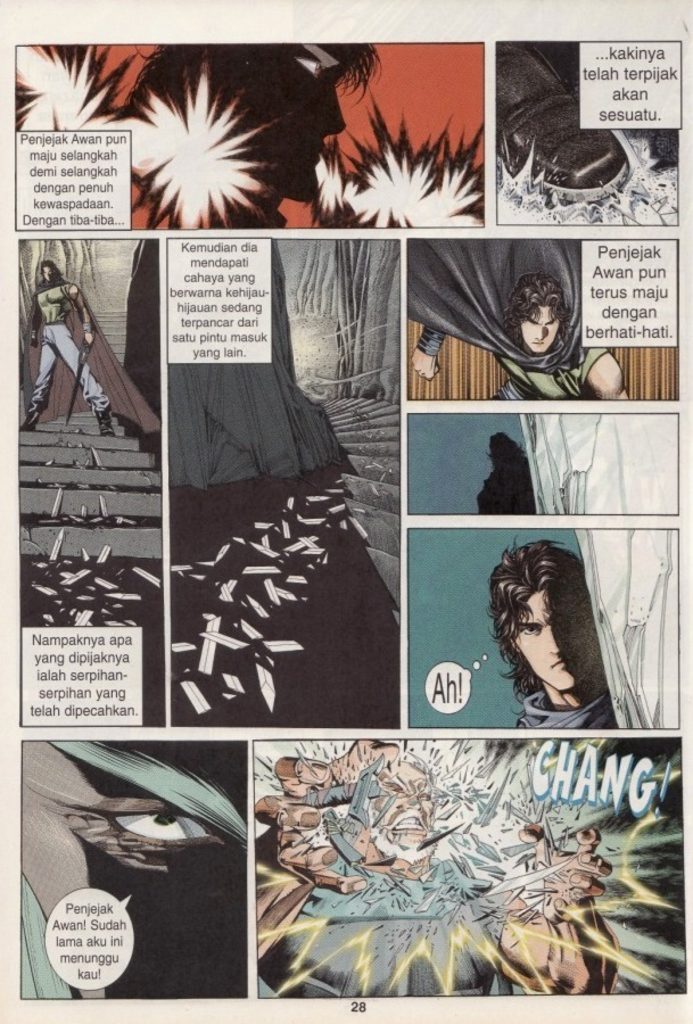 Penjejak Awan pun
maju selangkah
demi selangkah
dengan penuh
kewaspadaan.
Dengan tiba-tiba...
...kakinya
telah terpijak
akan
sesuatu.
Nampaknya apa
yang dipijaknya
ialah serpihan-
serpihan yang
telah dipecahkan.
Kemudian dia
mendapati
cahaya yang
berwarna kehijau-
hijauan sedang
terpancar dari
satu pintu masuk
yang lain.
Penjejak
Awan pun
terus maju
dengan
berhati-hati.
Ah!
Penjejak
Awan! Sudah
lama aku ini
menunggu
kau!
CHANG!
28